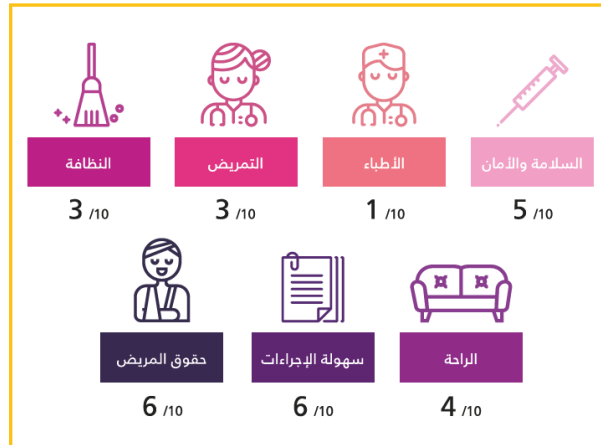 السلامة والأمان
الأطباء
التمريض
النظافة
5 /10
1 /10
3 /10
3 /10
الراحة
سهولة الإجراءات
حقوق المريض
4 /10
6 /10
6 /10